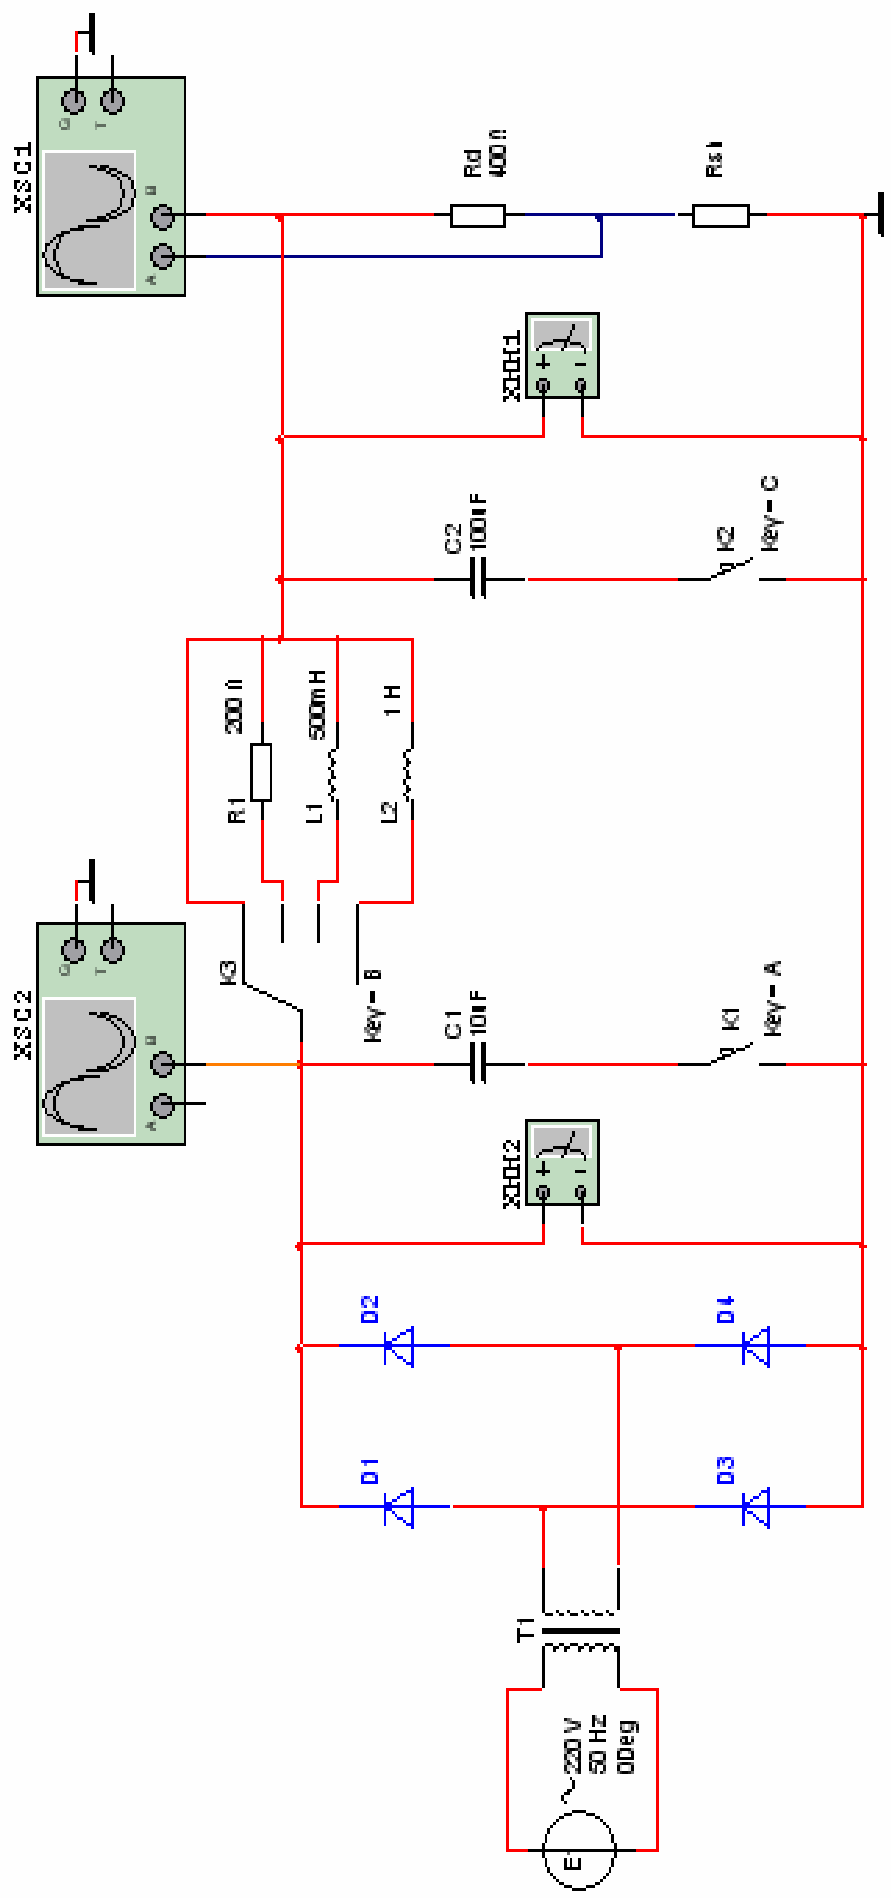 XSC2
G
T
A
B
XSC1
G
T
A
B
K3
R1
200 Ω
L1
500mH
L2
1 H
Key = B
D1
D2
C1
10uF
C2
100uF
Rd
400 Ω
XMM2
XMM1
T1
E
~220 V
50 Hz
0Deg
D3
D4
K1
Key = A
K2
Key = C
Rsh